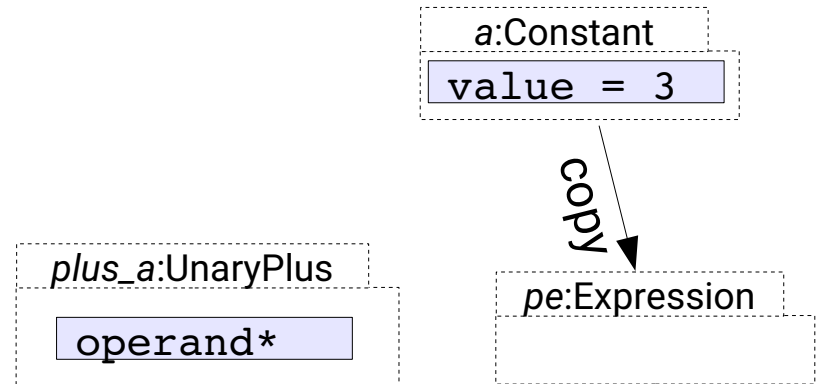 a:Constant
value = 3
copy
plus_a:UnaryPlus
operand*
pe:Expression